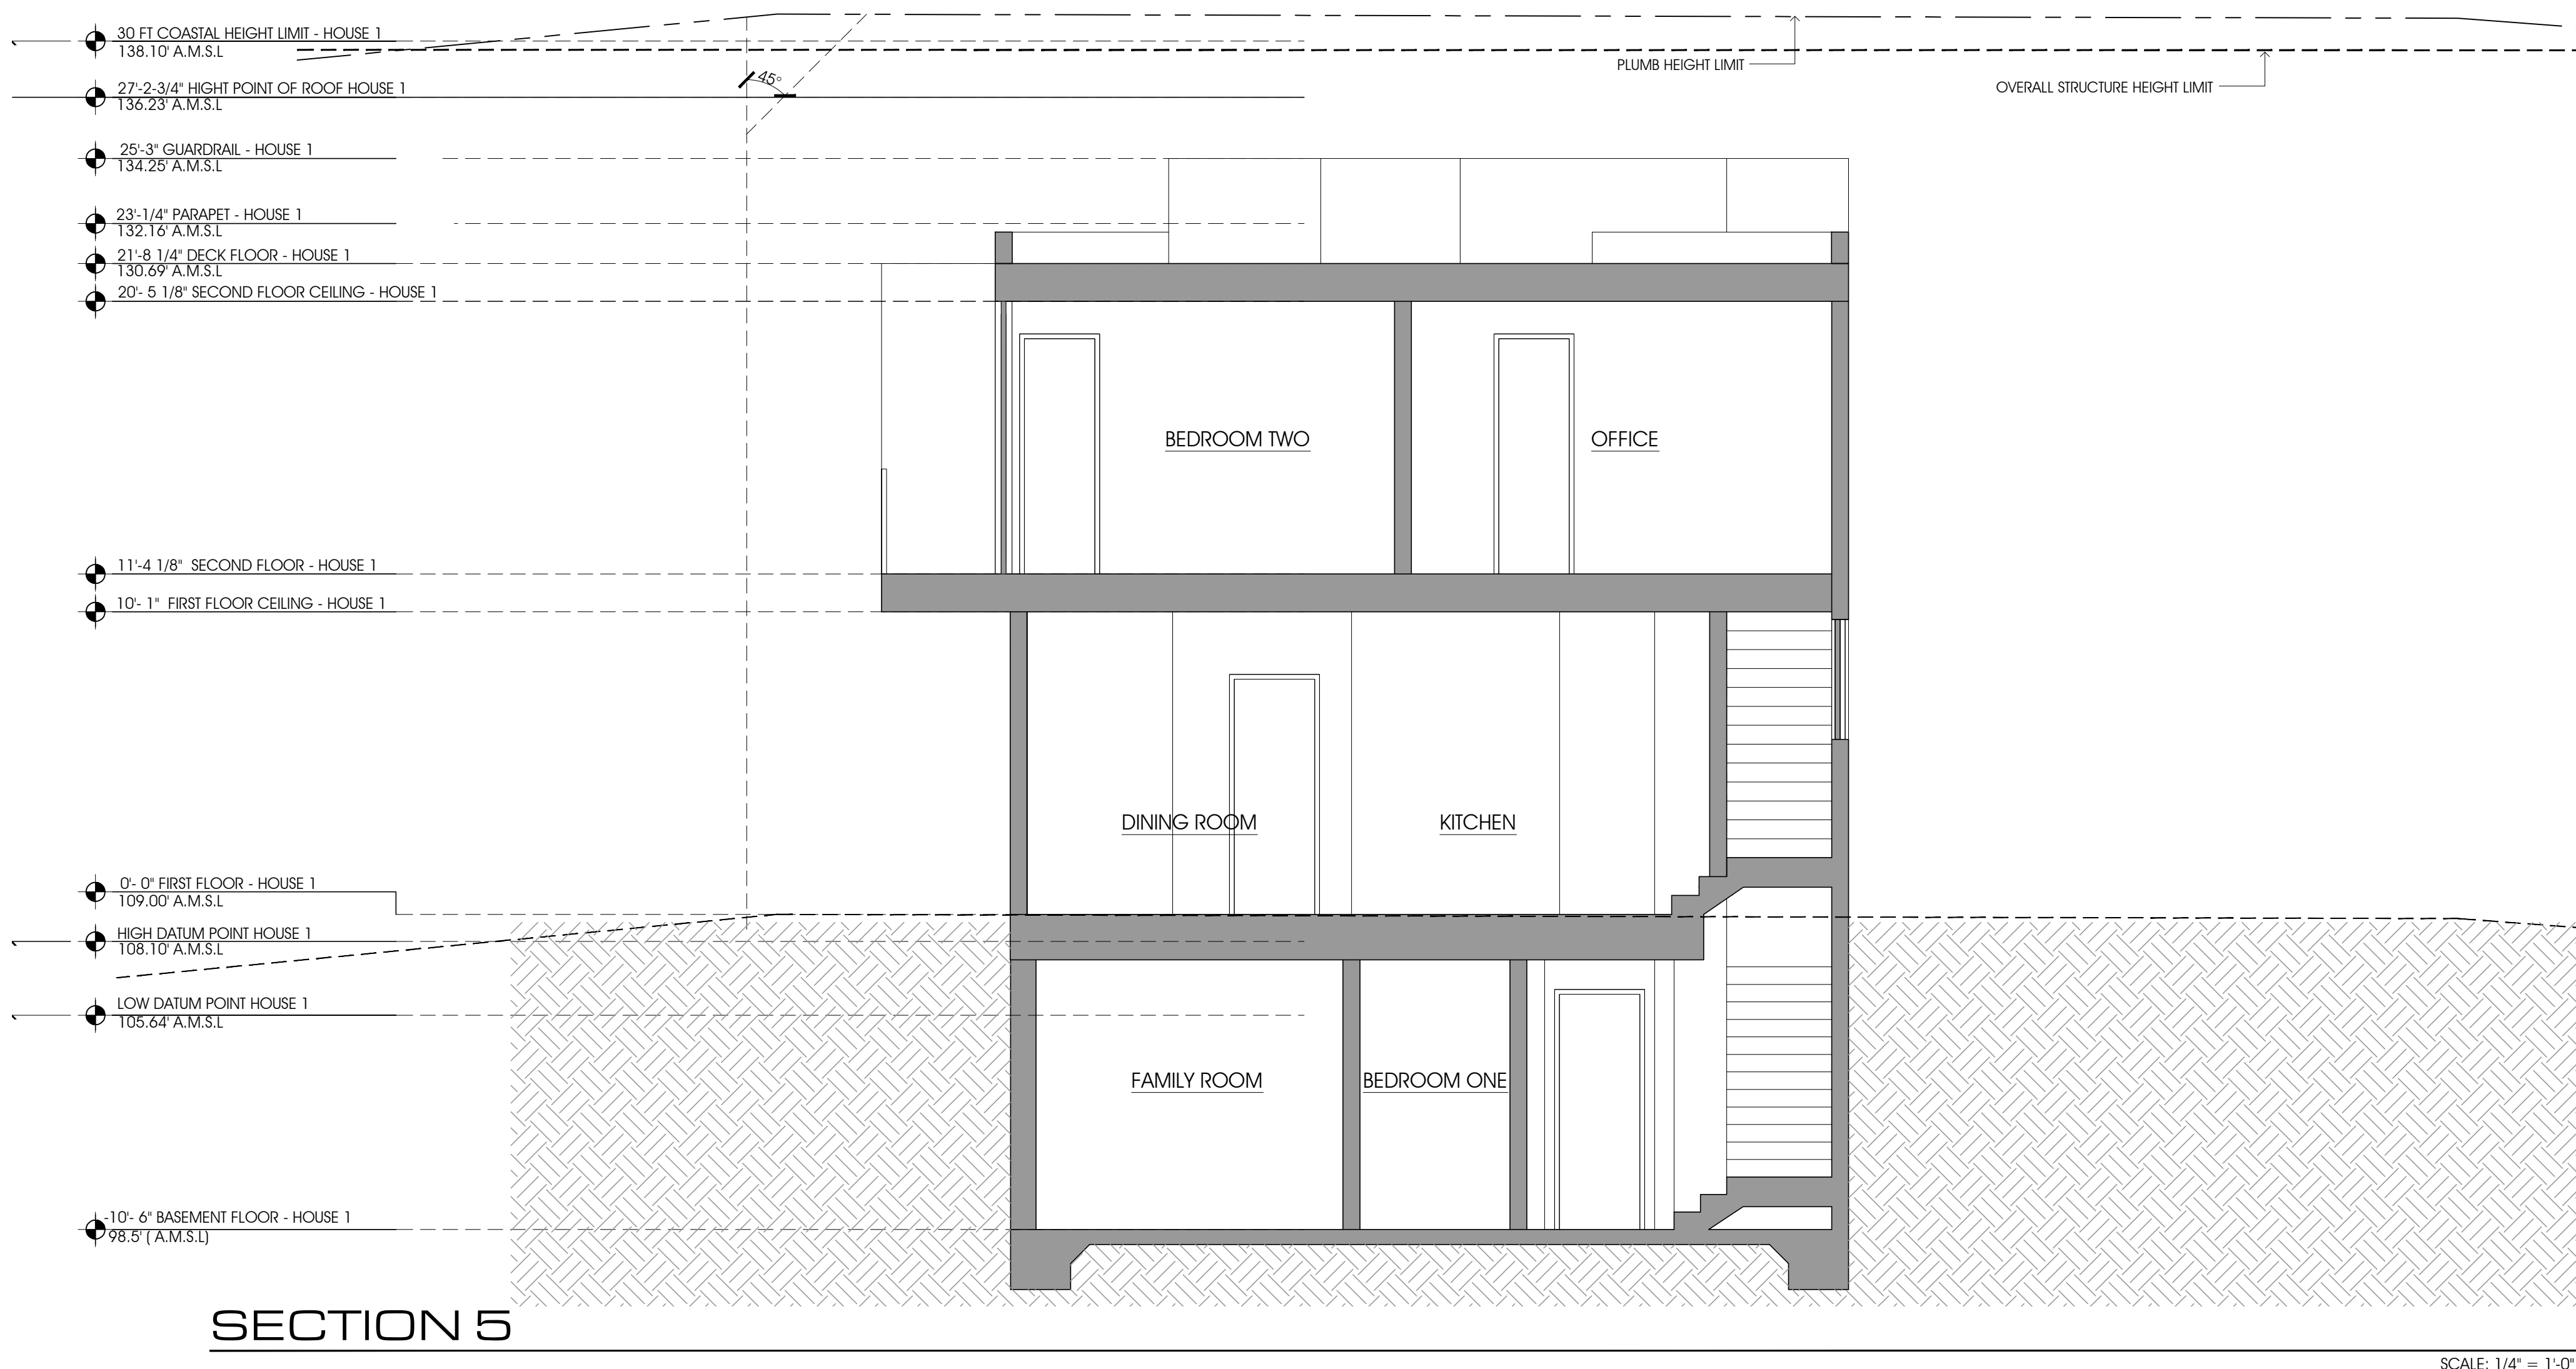 30 FT COASTAL HEIGHT LIMIT - HOUSE 1
138.10' A.M.S.L
PLUMB HEIGHT LIMIT
45°
27'-2-3/4" HIGHT POINT OF ROOF HOUSE 1
136.23' A.M.S.L
OVERALL STRUCTURE HEIGHT LIMIT
25'-3" GUARDRAIL - HOUSE 1
134.25' A.M.S.L
23'-1/4" PARAPET - HOUSE 1
132.16' A.M.S.L
21'-8 1/4" DECK FLOOR - HOUSE 1
130.69' A.M.S.L
20'- 5 1/8" SECOND FLOOR CEILING - HOUSE 1
BEDROOM TWO
OFFICE
11'-4 1/8" SECOND FLOOR - HOUSE 1
10'- 1" FIRST FLOOR CEILING - HOUSE 1
DINING ROOM
KITCHEN
0'- 0" FIRST FLOOR - HOUSE 1
109.00' A.M.S.L
HIGH DATUM POINT HOUSE 1
108.10' A.M.S.L
LOW DATUM POINT HOUSE 1
105.64' A.M.S.L
FAMILY ROOM
BEDROOM ONE
-10'- 6" BASEMENT FLOOR - HOUSE 1
98.5' ( A.M.S.L)
SECTION 5
SCALE: 1/4" = 1'-0"